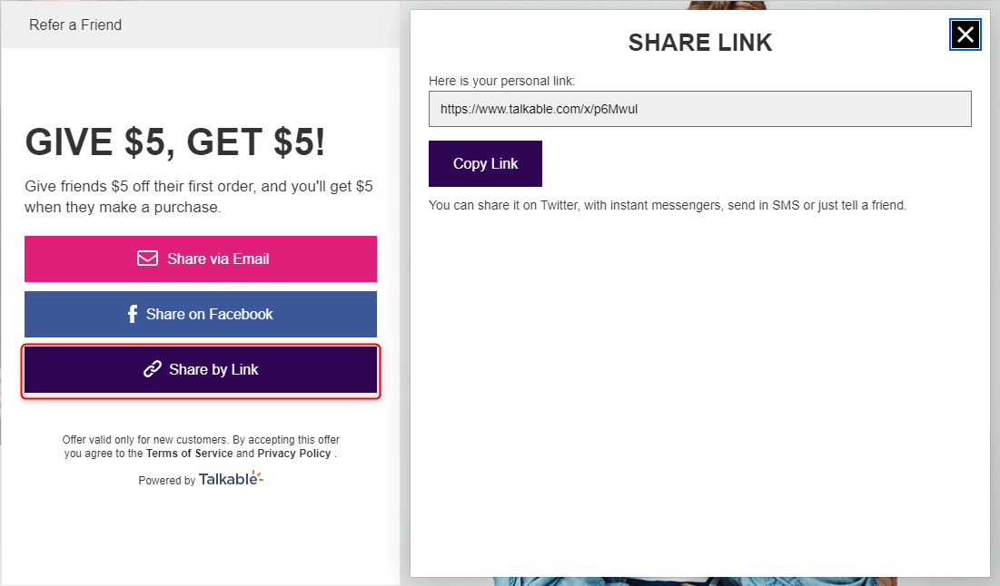 Refer a Friend
GIVE $5, GET $5!
Give friends $5 off their first order, and you'll get $5
when they make a purchase.
Share via Email
Share on Facebook
Share by Link
Offer valid only for new customers. By accepting this offer
you agree to the Terms of Service and Privacy Policy .
Powered by Talkable
SHARE LINK
Here is your personal link:
https://www.talkable.com/x/p6Mwul
Copy Link
You can share it on Twitter, with instant messengers, send in SMS or just tell a friend.